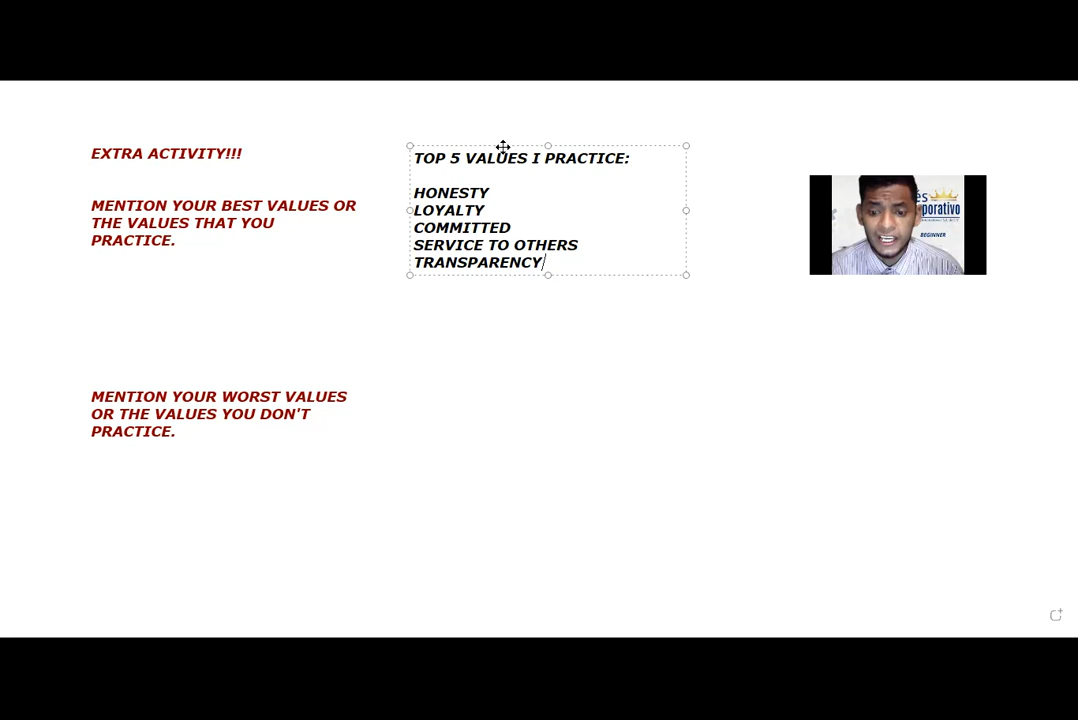 EXTRA ACTIVITY!!!
MENTION YOUR BEST VALUES OR
THE VALUES THAT YOU
PRACTICE.
TOP 5 VALUES I PRACTICE:
HONESTY
LOYALTY
COMMITTED
SERVICE TO OTHERS
TRANSPARENCY
MENTION YOUR WORST VALUES
OR THE VALUES YOU DON'T
PRACTICE.
BEGINNER